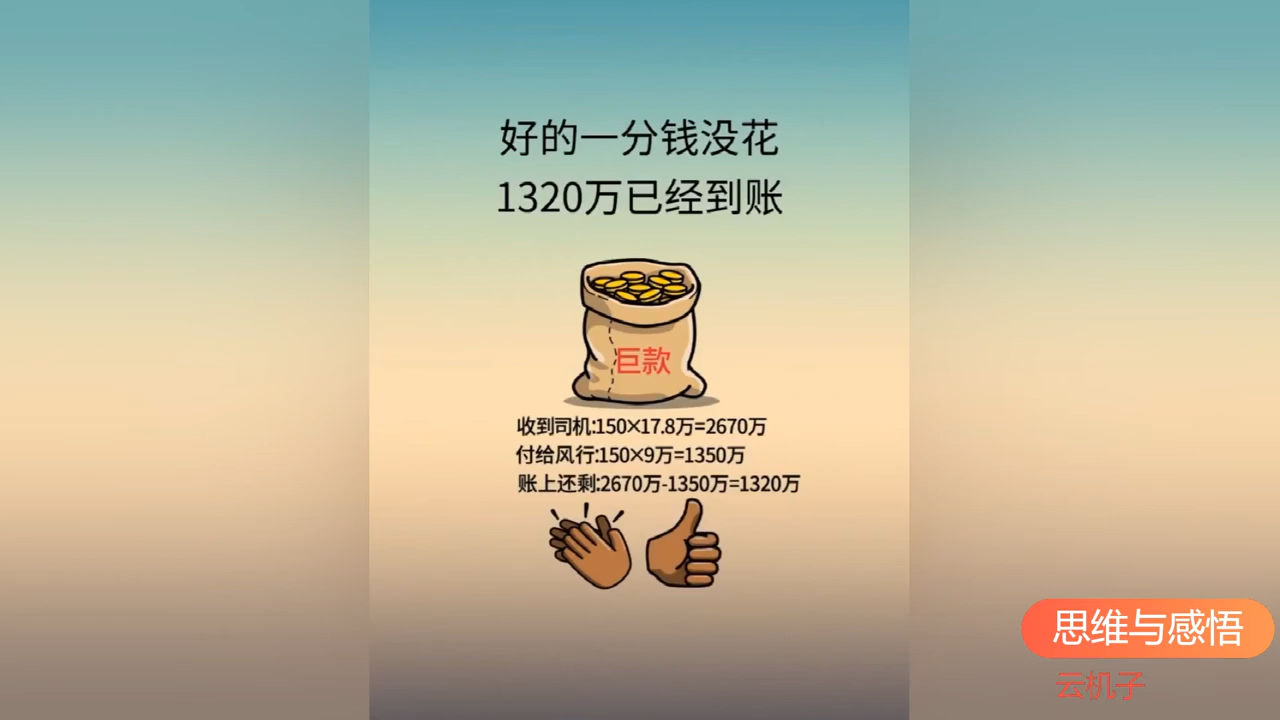 好的一分钱没花
1320万已经到账
巨款
收到司机:150×17.8万=2670万
付给风行:150×9万=1350万
账上还剩:2670万-1350万=1320万
思维与感悟
云机子